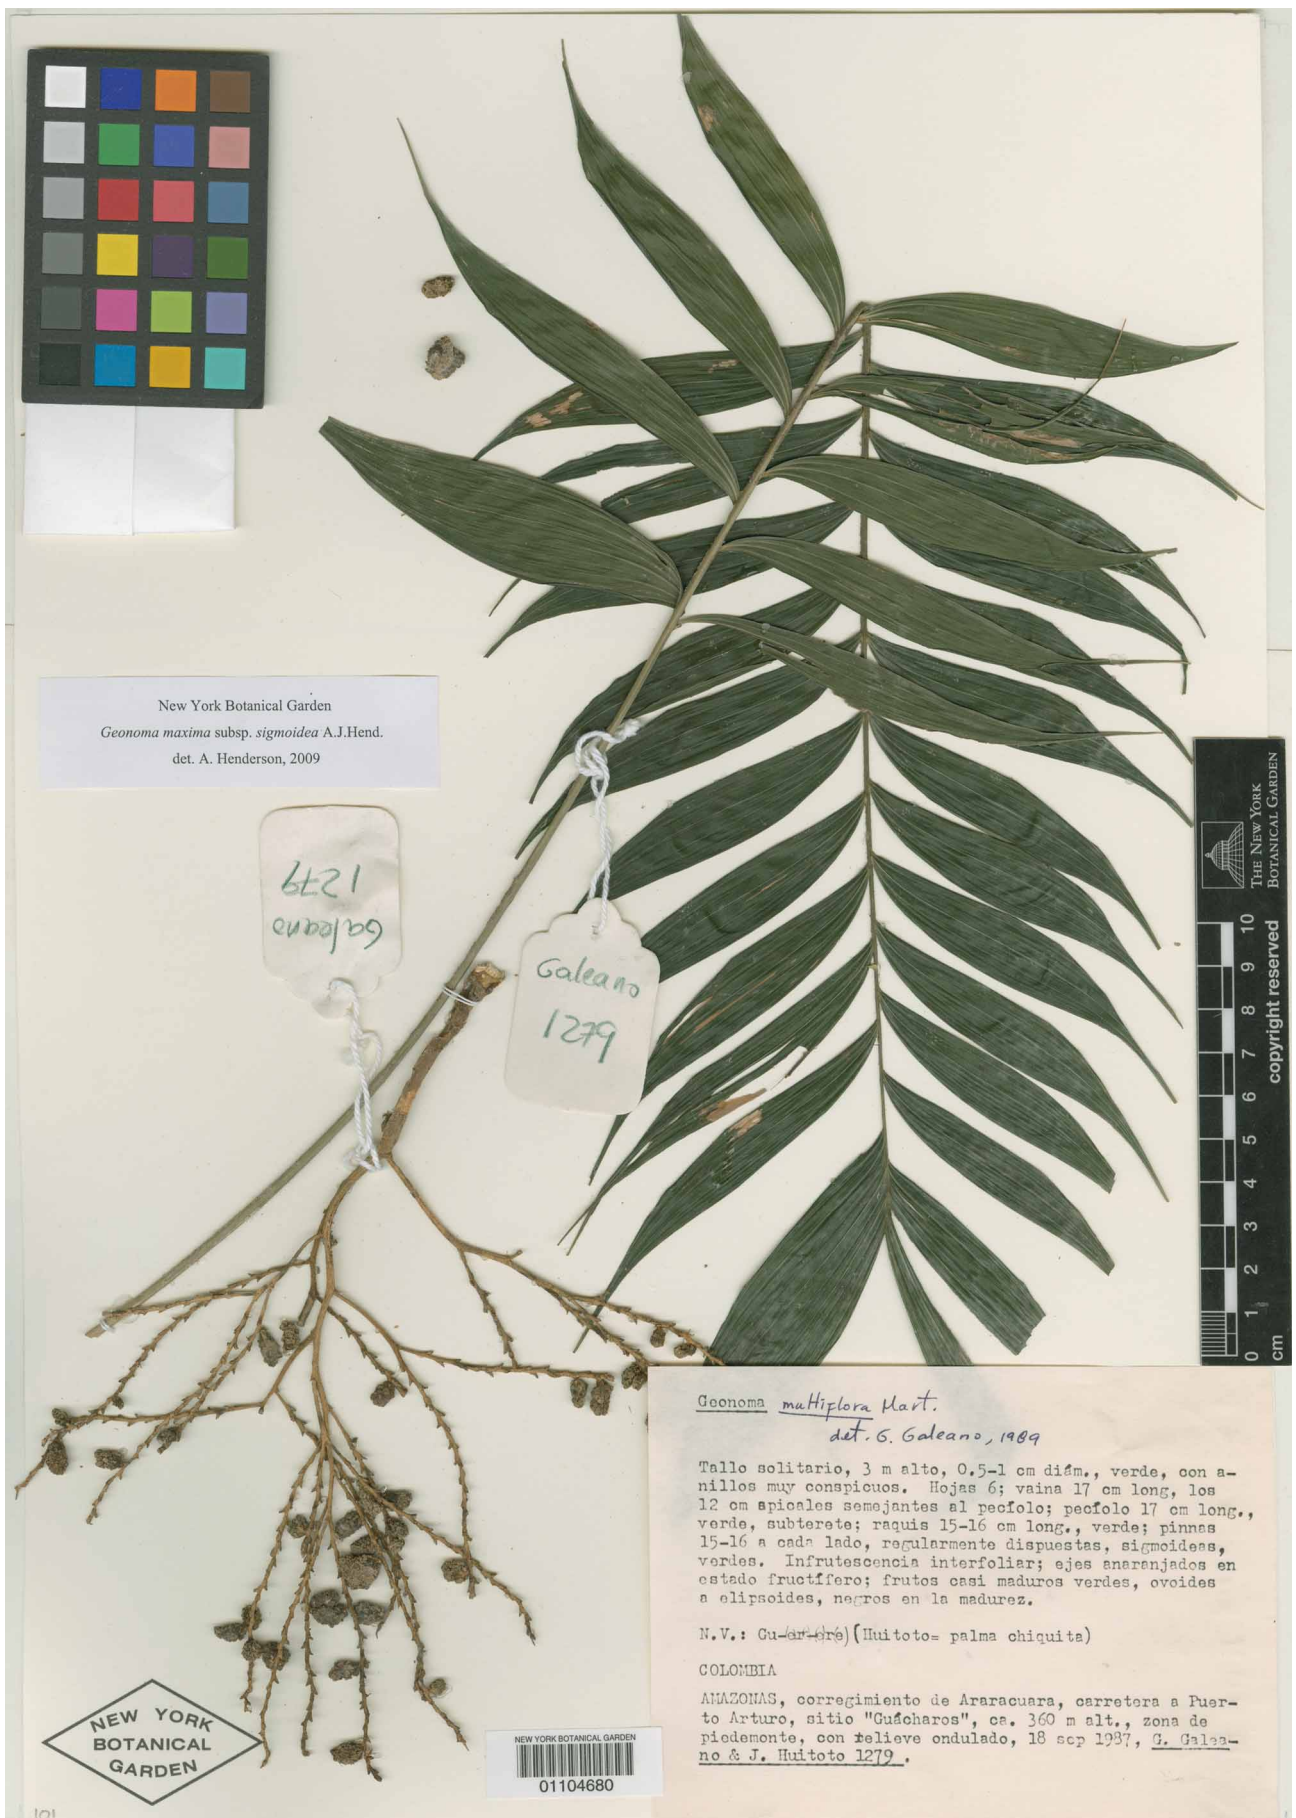 New York Botanical Garden
Geonoma maxima subsp. sigmoidea A.J.Hend.
det. A. Henderson, 2009
Galeano
1279
Galeano
1279
THE NEW YORK
BOTANICAL GARDEN
copyright reserved
10
9
8
7
6
5
4
3
2
1
0
cm
Geonoma multiflora Mart.
det. G. Galeano, 1989
Tallo solitario, 3 m alto, 0.5-1 cm diám., verde, con a-
nillos muy conspicuos. Hojas 6; vaina 17 cm long, los
12 cm apicales semejantes al pecíolo; pecíolo 17 cm long.,
verde, subterete; raquis 15-16 cm long., verde; pinnas
15-16 a cada lado, regularmente dispuestas, sigmoideas,
verdes. Infrutescencia interfoliar; ejes anaranjados en
estado fructífero; frutos casi maduros verdes, ovoides
a elipsoides, negros en la madurez.
N.V.: (Huitoto= palma chiquita)
COLOMBIA
AMAZONAS, corregimiento de Araracuara, carretera a Puer-
to Arturo, sitio "Guácharos", ca. 360 m alt., zona de
piedemonte, con relieve ondulado, 18 sep 1987, G. Galea-
no & J. Huitoto 1279.
NEW YORK
BOTANICAL
GARDEN
NEW YORK BOTANICAL GARDEN
01104680